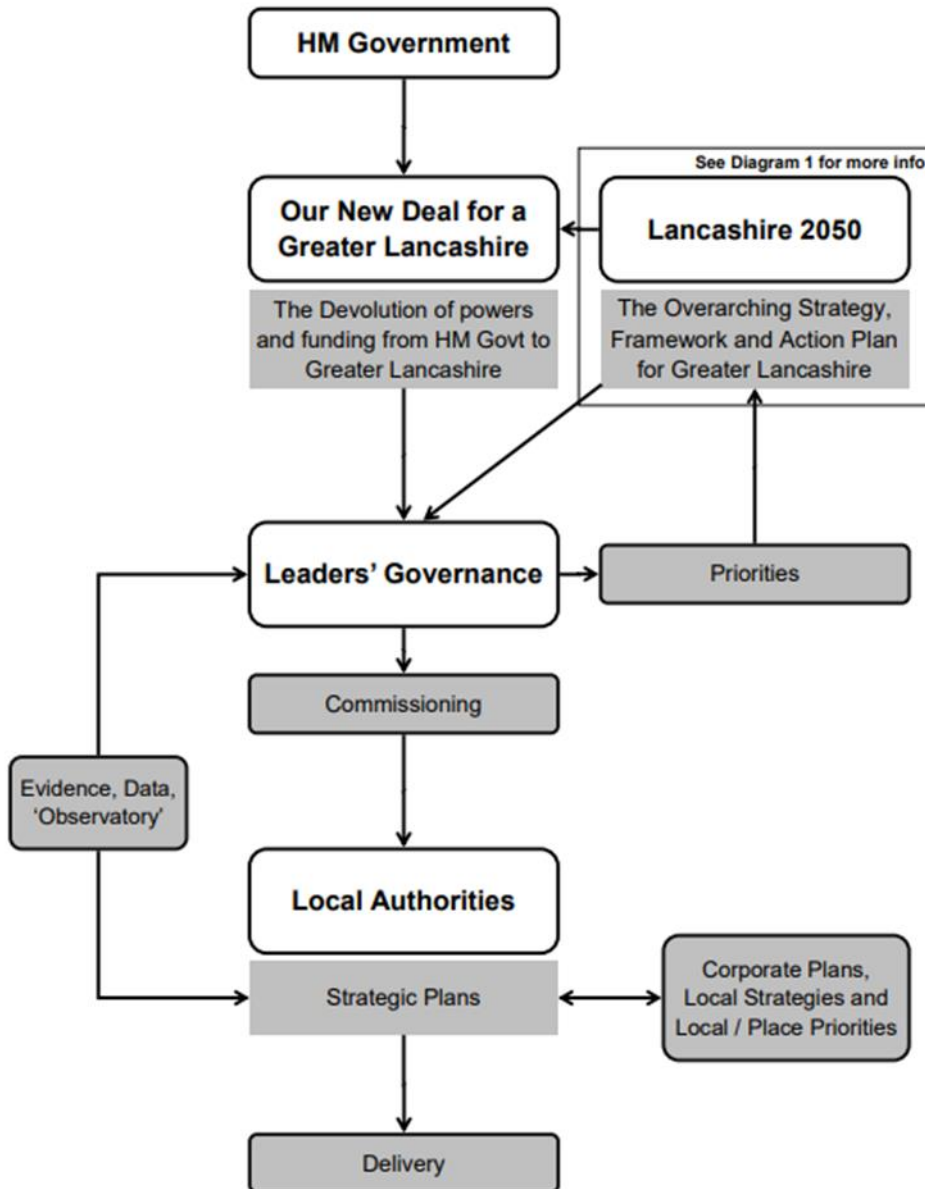 HM Government
See Diagram 1 for more info
Our New Deal for a
Greater Lancashire
Lancashire 2050
The Devolution of powers
and funding from HM Govt to
Greater Lancashire
The Overarching Strategy,
Framework and Action Plan
for Greater Lancashire
Leaders’ Governance
Priorities
Commissioning
Evidence, Data,
‘Observatory’
Local Authorities
Strategic Plans
Corporate Plans,
Local Strategies and
Local / Place Priorities
Delivery